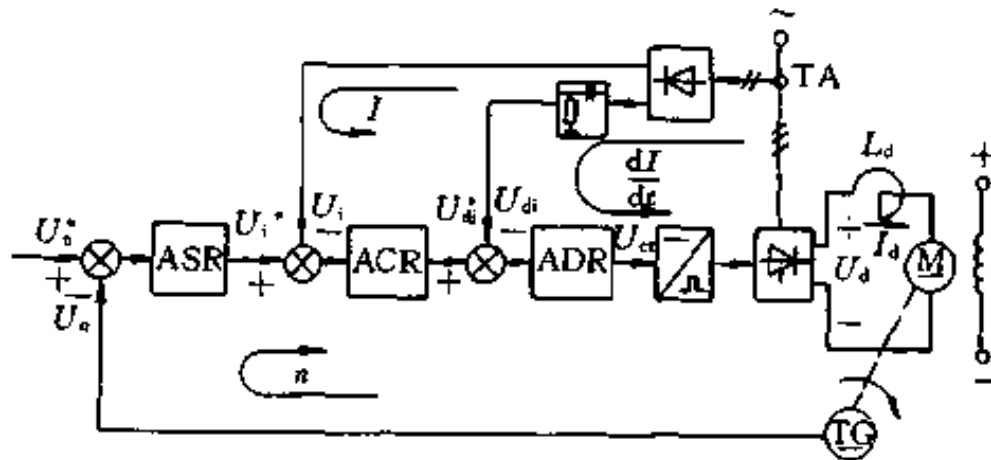 ~
TA
I
dI
dt
L_d
+
U_n^*
U_i^*
U_i
U_di^*
U_di
U_ct
+
I_d
+
−
+
−
+
−
ASR
ACR
ADR
−
U_d
M
U_n
−
−
n
−
TG